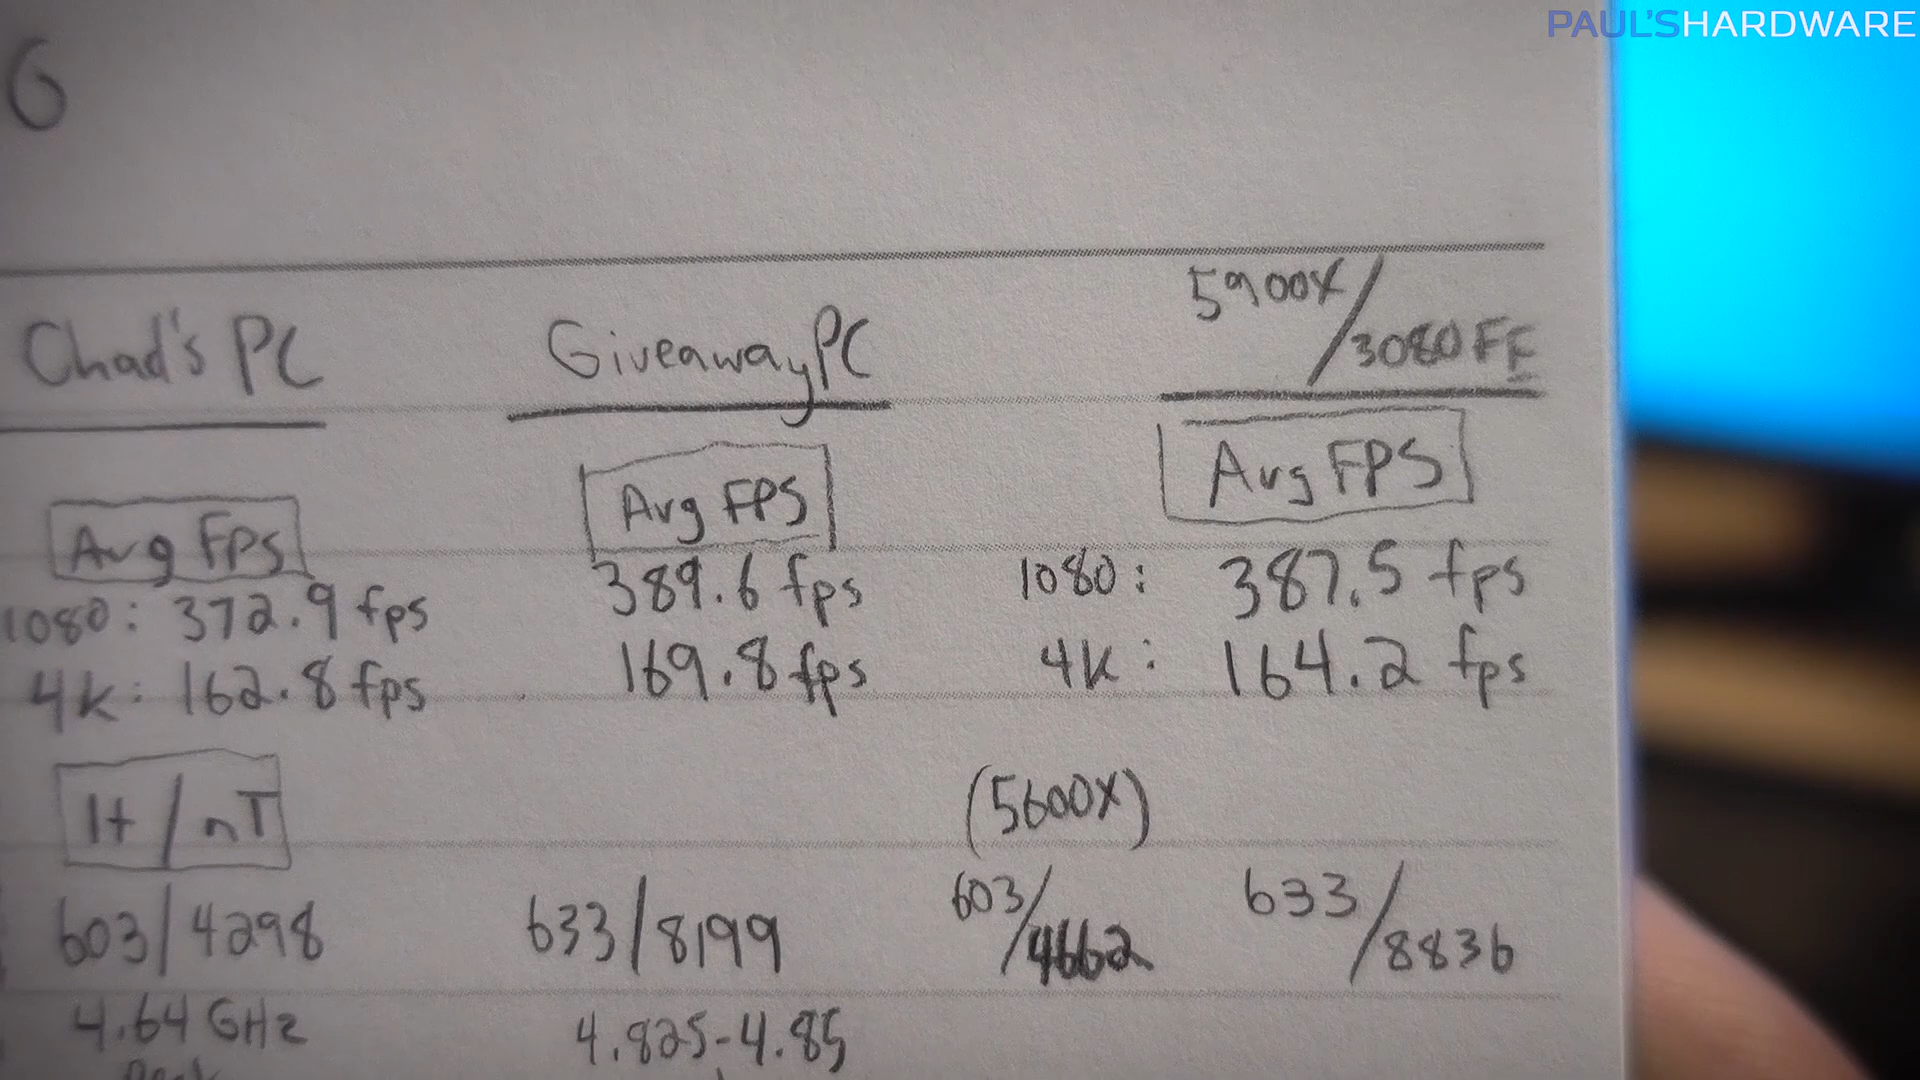 PAUL'SHARDWARE
6
Chad's PC
Giveaway PC
5900X/3080 FE
Avg FPS
Avg FPS
Avg FPS
1080: 372.9 fps
389.6 fps
1080: 387.5 fps
4K: 162.8 fps
169.8 fps
4K: 164.2 fps
1t/nT
(5600X)
603/4298
633/8199
603/4662
633/8836
4.64 GHz
4.825-4.85